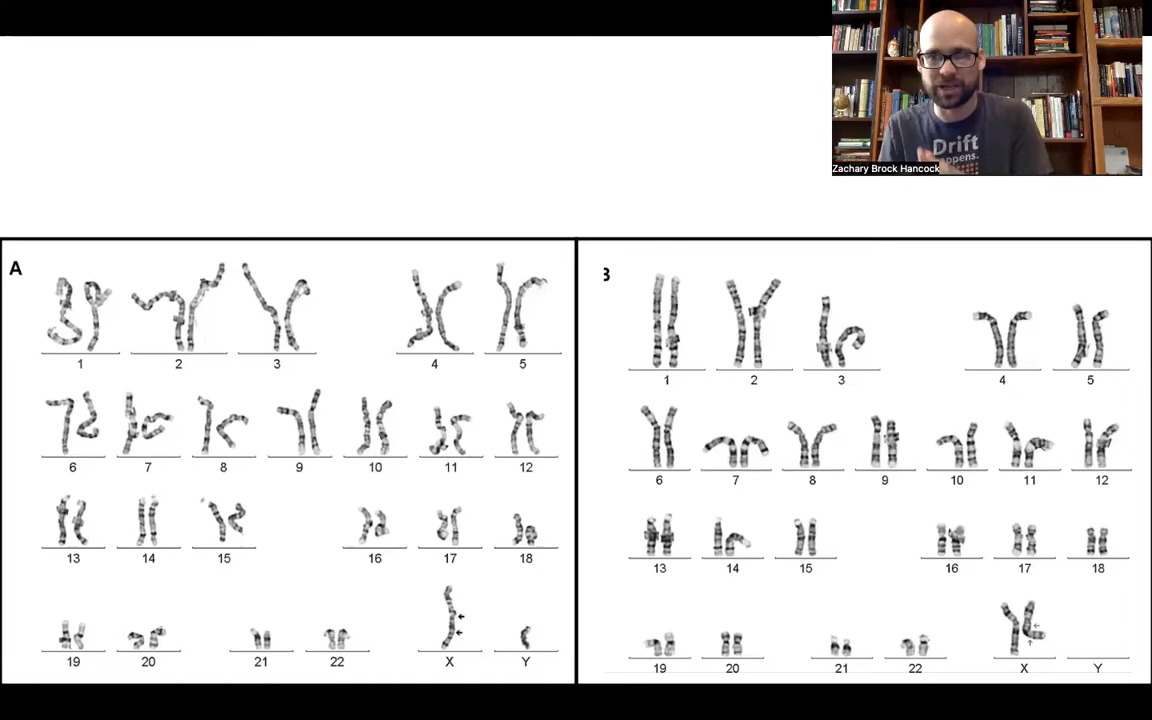 Drift
happens.
Zachary Brock Hancock
A
1 2 3 4 5
6 7 8 9 10 11 12
13 14 15 16 17 18
19 20 21 22 X Y
B
1 2 3 4 5
6 7 8 9 10 11 12
13 14 15 16 17 18
19 20 21 22 X Y